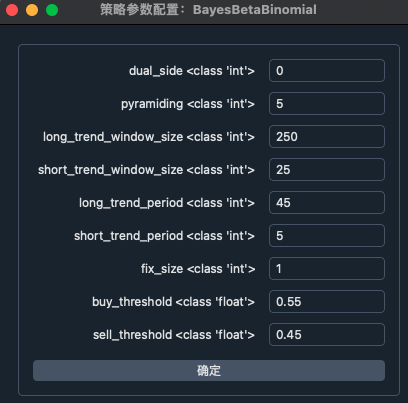 策略参数配置：BayesBetaBinomial
dual_side <class 'int'> 0
pyramiding <class 'int'> 5
long_trend_window_size <class 'int'> 250
short_trend_window_size <class 'int'> 25
long_trend_period <class 'int'> 45
short_trend_period <class 'int'> 5
fix_size <class 'int'> 1
buy_threshold <class 'float'> 0.55
sell_threshold <class 'float'> 0.45
确定